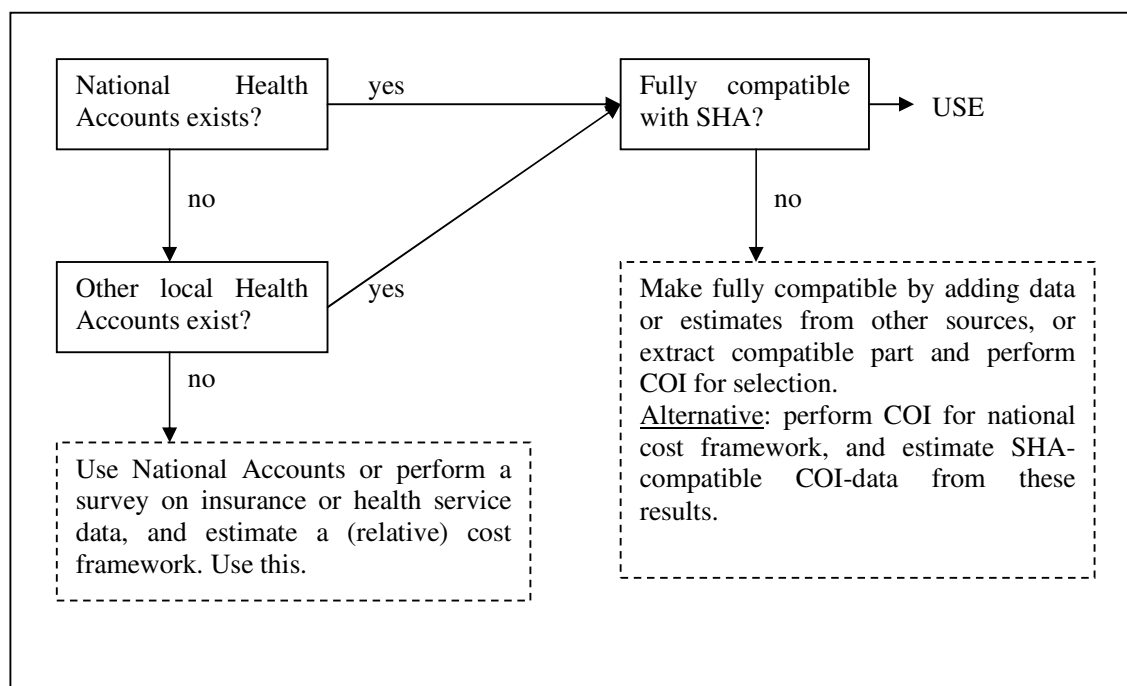 National Health
Accounts exists?
yes
Fully compatible
with SHA?
USE
no
no
Other local Health
Accounts exist?
yes
Make fully compatible by adding data
or estimates from other sources, or
extract compatible part and perform
COI for selection.
Alternative: perform COI for national
cost framework, and estimate SHA-
compatible COI-data from these
results.
no
Use National Accounts or perform a
survey on insurance or health service
data, and estimate a (relative) cost
framework. Use this.